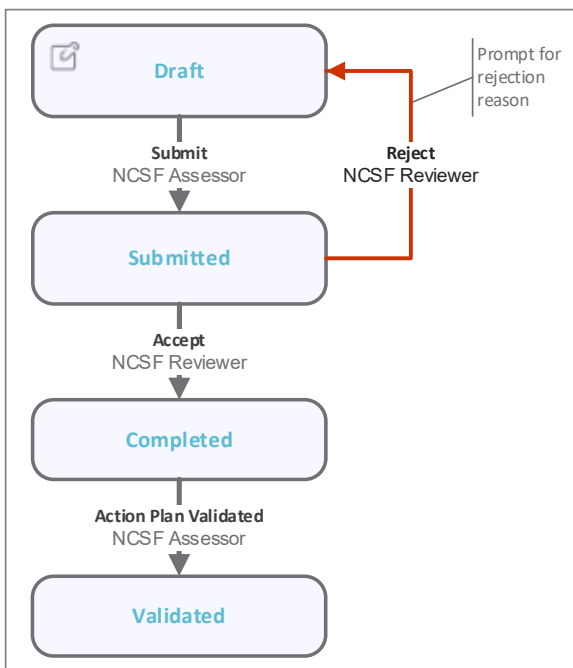 Draft
Prompt for
rejection
reason
Submit
NCSF Assessor
Reject
NCSF Reviewer
Submitted
Accept
NCSF Reviewer
Completed
Action Plan Validated
NCSF Assessor
Validated